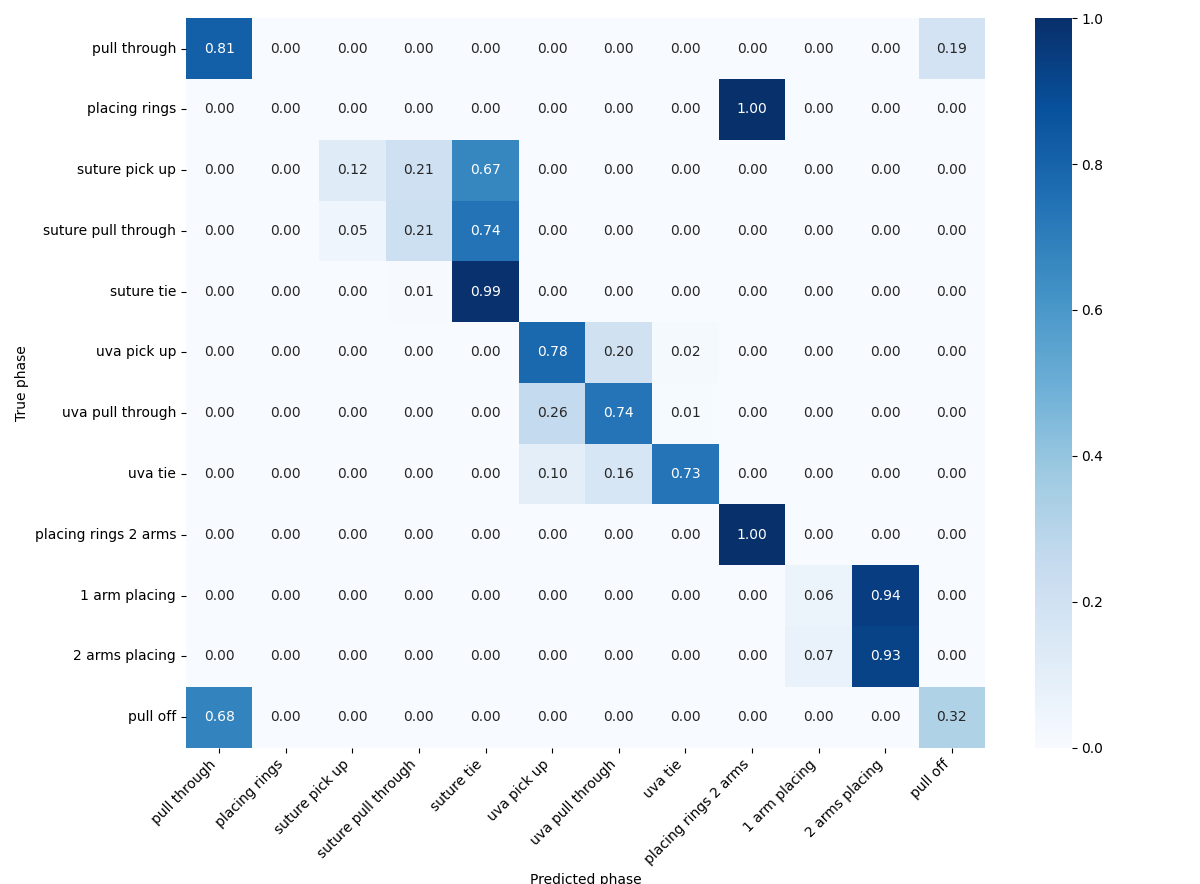 pull through 0.81 0.00 0.00 0.00 0.00 0.00 0.00 0.00 0.00 0.00 0.00 0.19
placing rings 0.00 0.00 0.00 0.00 0.00 0.00 0.00 0.00 1.00 0.00 0.00 0.00
suture pick up 0.00 0.00 0.12 0.21 0.67 0.00 0.00 0.00 0.00 0.00 0.00 0.00
suture pull through 0.00 0.00 0.05 0.21 0.74 0.00 0.00 0.00 0.00 0.00 0.00 0.00
suture tie 0.00 0.00 0.00 0.01 0.99 0.00 0.00 0.00 0.00 0.00 0.00 0.00
uva pick up 0.00 0.00 0.00 0.00 0.00 0.78 0.20 0.02 0.00 0.00 0.00 0.00
uva pull through 0.00 0.00 0.00 0.00 0.00 0.26 0.74 0.01 0.00 0.00 0.00 0.00
uva tie 0.00 0.00 0.00 0.00 0.00 0.10 0.16 0.73 0.00 0.00 0.00 0.00
placing rings 2 arms 0.00 0.00 0.00 0.00 0.00 0.00 0.00 0.00 1.00 0.00 0.00 0.00
1 arm placing 0.00 0.00 0.00 0.00 0.00 0.00 0.00 0.00 0.00 0.06 0.94 0.00
2 arms placing 0.00 0.00 0.00 0.00 0.00 0.00 0.00 0.00 0.00 0.07 0.93 0.00
pull off 0.68 0.00 0.00 0.00 0.00 0.00 0.00 0.00 0.00 0.00 0.00 0.32
True phase
pull through
placing rings
suture pick up
suture pull through
suture tie
uva pick up
uva pull through
uva tie
placing rings 2 arms
1 arm placing
2 arms placing
pull off
Predicted phase
1.0
0.8
0.6
0.4
0.2
0.0